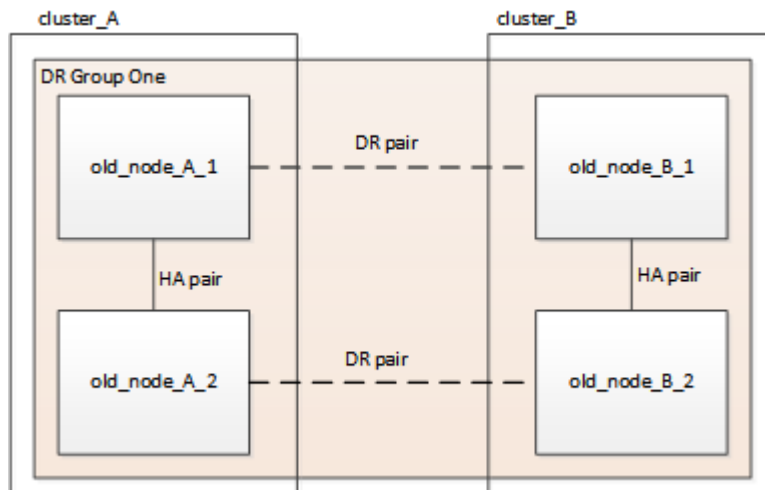 cluster_A
cluster_B
DR Group One
old_node_A_1
DR pair
old_node_B_1
HA pair
HA pair
old_node_A_2
DR pair
old_node_B_2